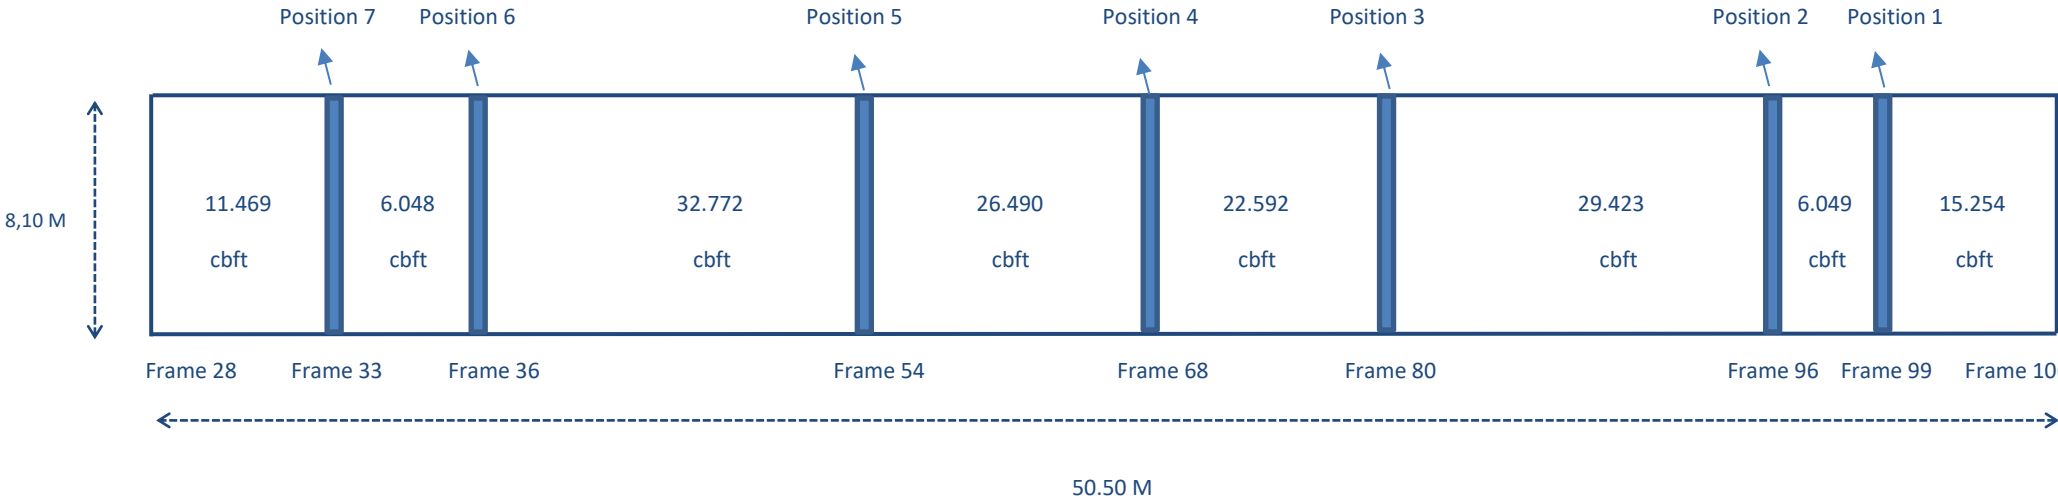 Position 7 Position 6 Position 5 Position 4 Position 3 Position 2 Position 1
11.469 6.048 32.772 26.490 22.592 29.423 6.049 15.254
8,10 M
cbft cbft cbft cbft cbft cbft cbft cbft
Frame 28 Frame 33 Frame 36 Frame 54 Frame 68 Frame 80 Frame 96 Frame 99 Frame 10
50.50 M